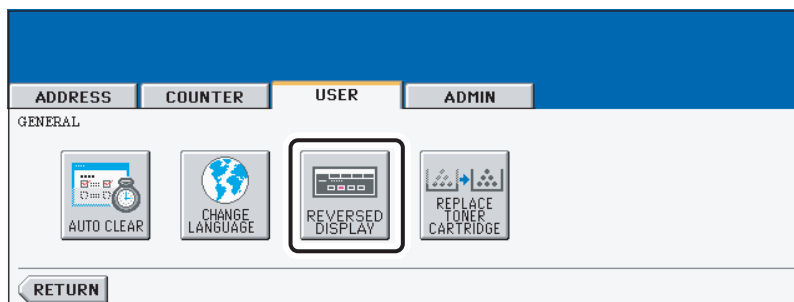 ADDRESS COUNTER USER ADMIN
GENERAL
AUTO CLEAR
CHANGE
LANGUAGE
REVERSED
DISPLAY
REPLACE
TONER
CARTRIDGE
RETURN